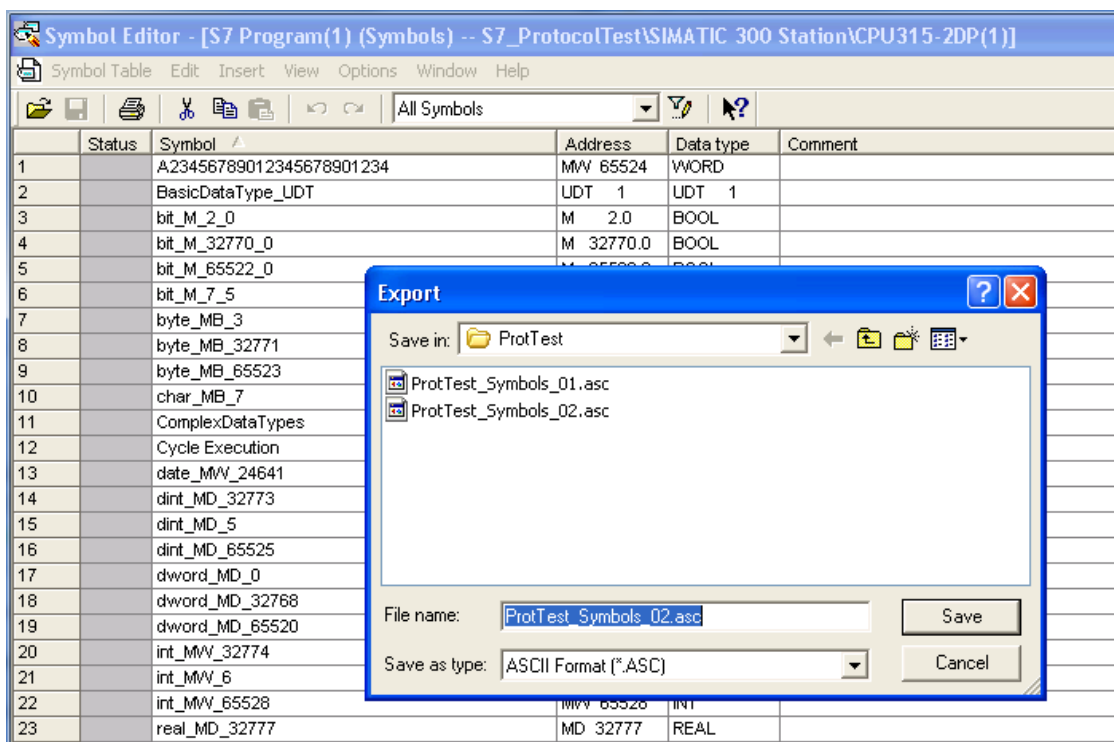 Symbol Editor - [S7 Program(1) (Symbols) -- S7_ProtocolTest\SIMATIC 300 Station\CPU315-2DP(1)]
Symbol Table Edit Insert View Options Window Help
All Symbols
Status Symbol Address Data type Comment
1 A23456789012345678901234 MW 65524 WORD
2 BasicDataType_UDT UDT 1 UDT 1
3 bit_M_2_0 M 2.0 BOOL
4 bit_M_32770_0 M 32770.0 BOOL
5 bit_M_65522_0
6 bit_M_7_5
7 byte_MB_3
8 byte_MB_32771
9 byte_MB_65523
10 char_MB_7
11 ComplexDataTypes
12 Cycle Execution
13 date_MW_24641
14 dint_MD_32773
15 dint_MD_5
16 dint_MD_65525
17 dword_MD_0
18 dword_MD_32768
19 dword_MD_65520
20 int_MW_32774
21 int_MW_6
22 int_MW_65528 MW 65528 INT
23 real_MD_32777 MD 32777 REAL
Export
Save in: ProtTest
ProtTest_Symbols_01.asc
ProtTest_Symbols_02.asc
File name: ProtTest_Symbols_02.asc Save
Save as type: ASCII Format (*.ASC) Cancel